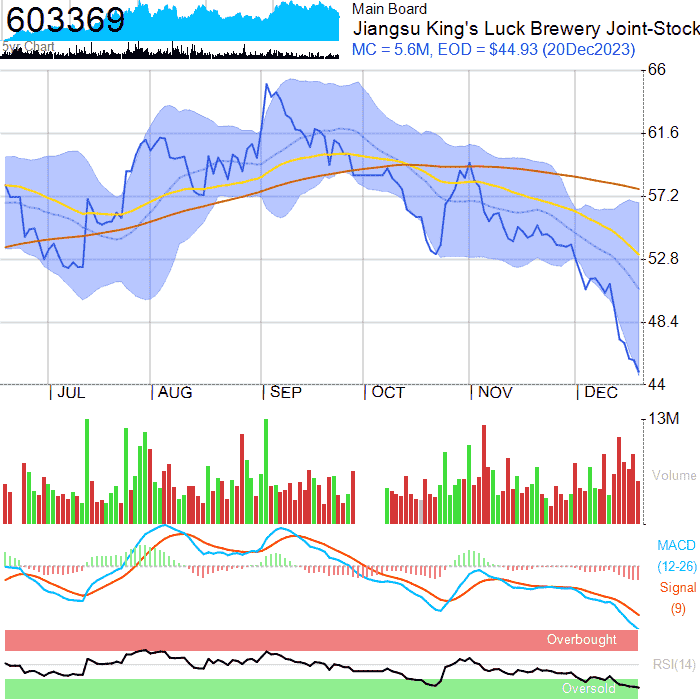 603369
5yr Chart
Main Board
Jiangsu King's Luck Brewery Joint-Stock
MC = 5.6M, EOD = $44.93 (20Dec2023)
66
61.6
57.2
52.8
48.4
44
JUL
AUG
SEP
OCT
NOV
DEC
13M
Volume
MACD
(12-26)
Signal
(9)
Overbought
RSI(14)
Oversold